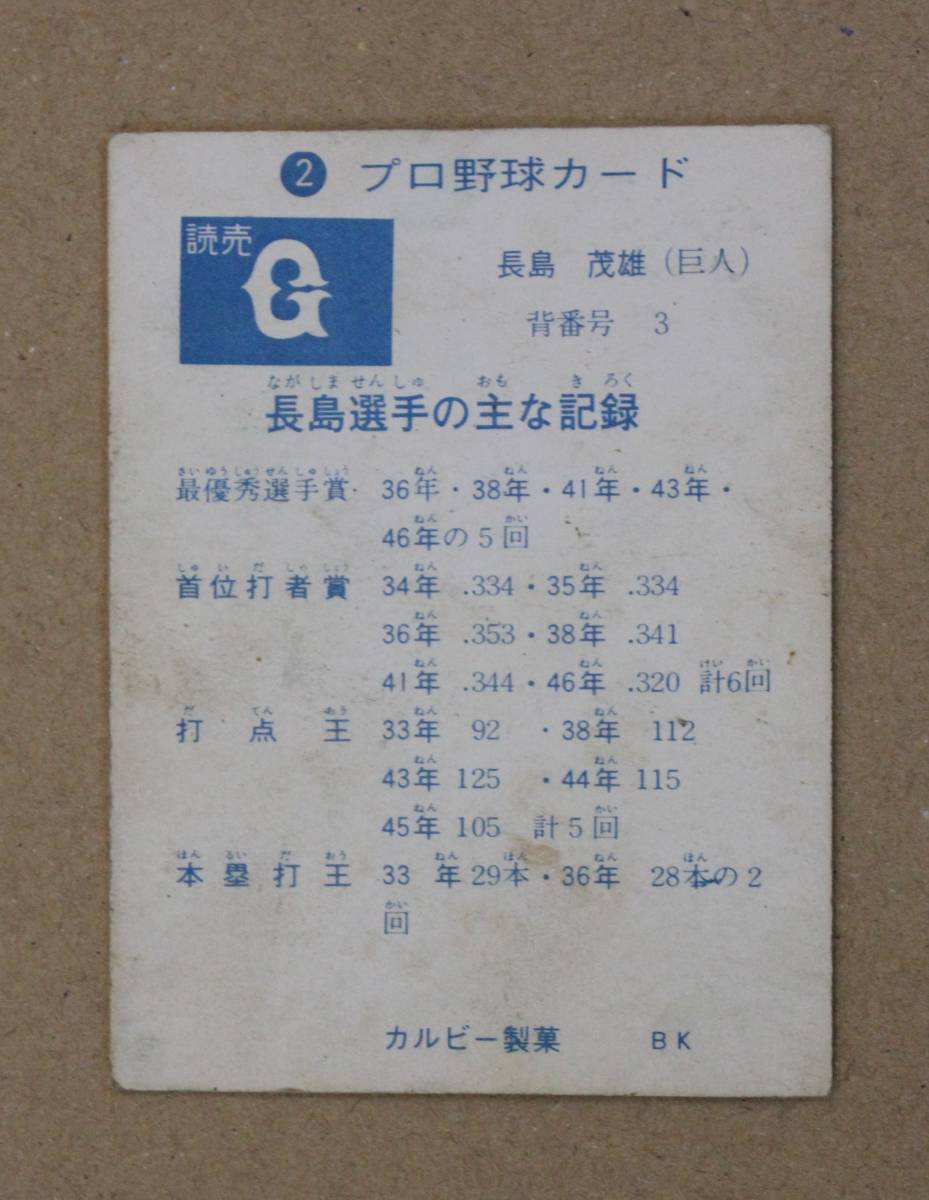 2 プロ野球カード
読売
G
長島 茂雄 (巨人)
背番号 3
ながしませんしゅ おも きろく
長島選手の主な記録
さいゆうしゅうせんしゅしょう ねん ねん ねん ねん
最優秀選手賞 36年・38年・41年・43年・
ねん かい
46年の5回
しゅいだしゃしょう ねん ねん
首位打者賞 34年 .334・35年 .334
ねん ねん
36年 .353・38年 .341
ねん ねん けい かい
41年 .344・46年 .320 計6回
だ てん おう ねん ねん
打点王 33年 92 ・38年 112
ねん ねん
43年 125 ・44年 115
ねん かい
45年 105 計5回
ほん るい だ おう ねん ほん ねん ほん
本塁打王 33年29本・36年 28本の2
かい
回
カルビー製菓 BK